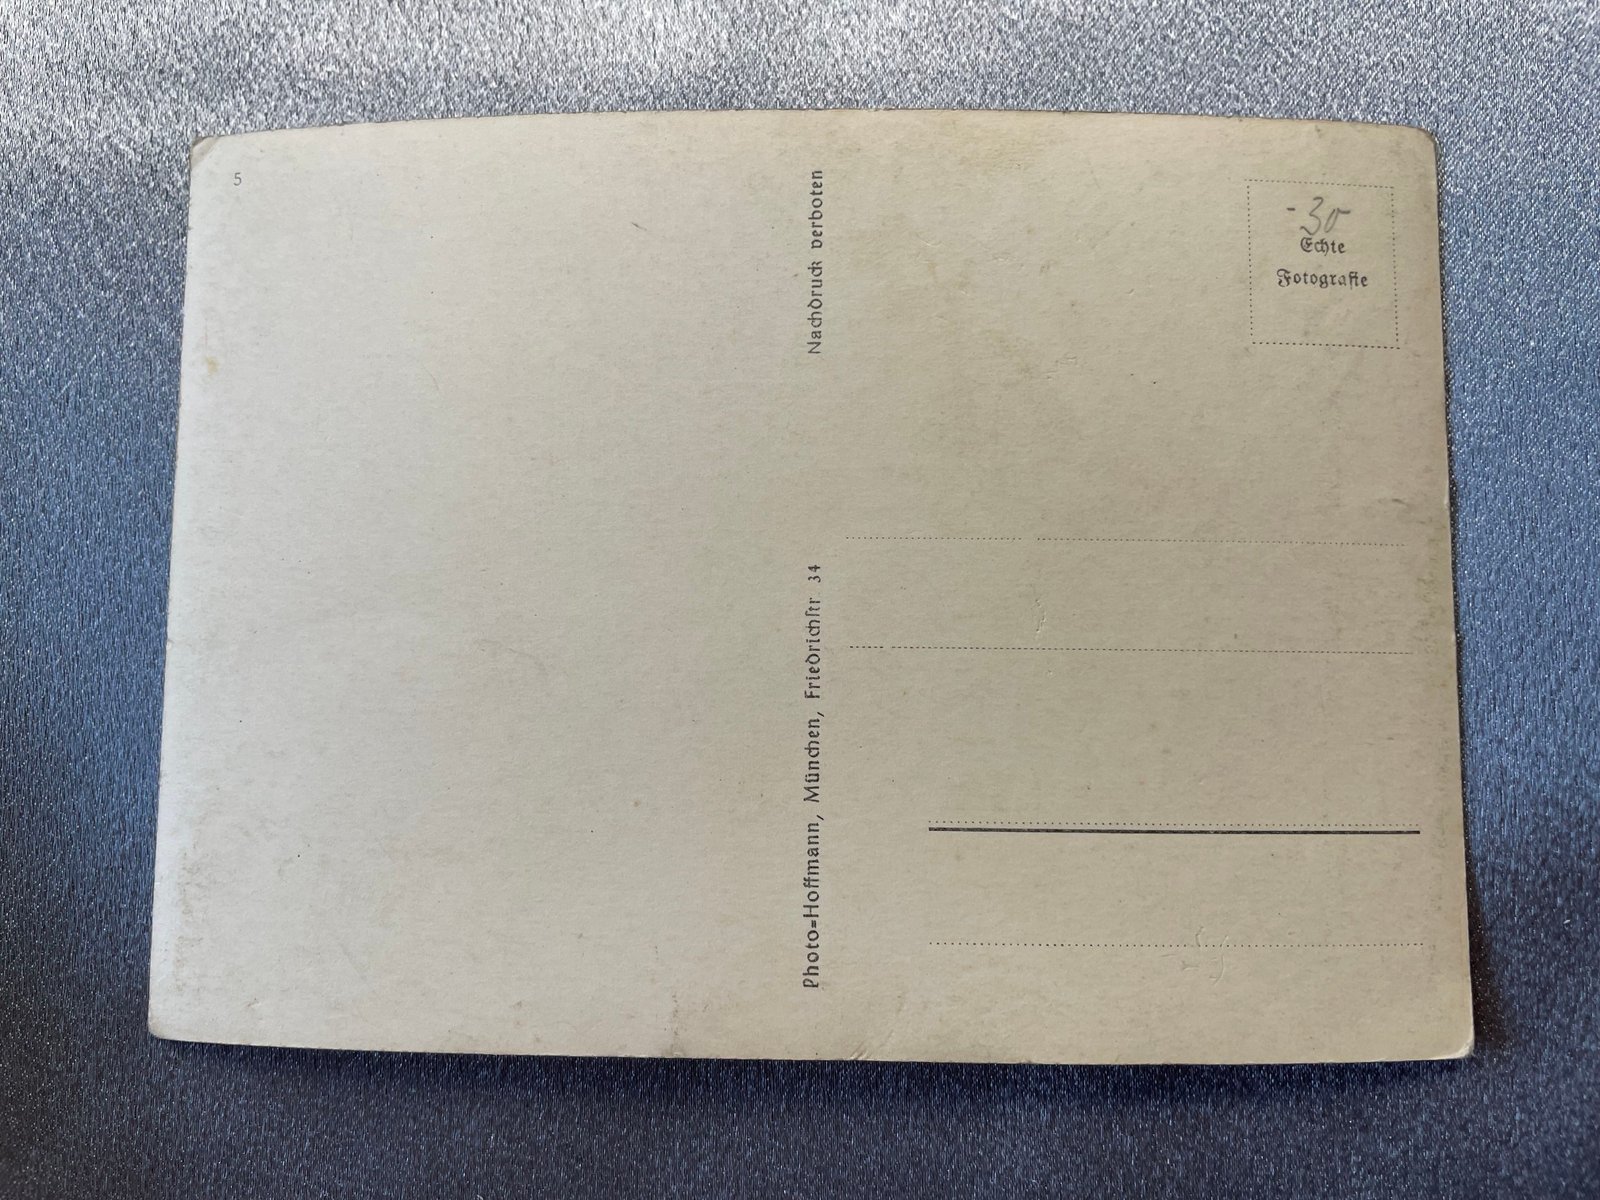 5
Nachdruck verboten
Photo=Hoffmann, München, Friedrichſtr 34
-30
Echte
Fotografie